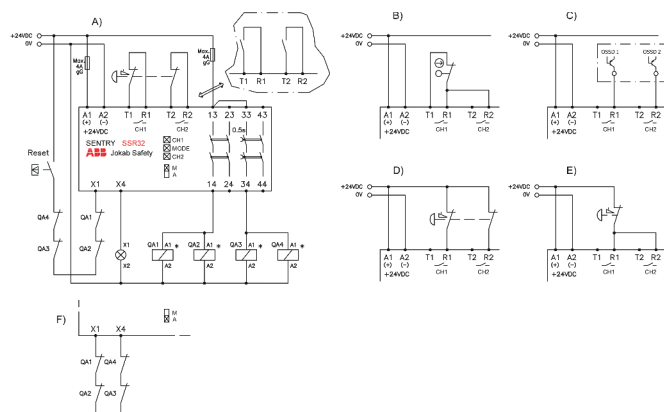 A)
+24VDC
0V
Max.
4A
gG
Max.
4A
gG
T1 R1 T2 R2
A1 A2 T1 R1 T2 R2 13 23 33 43
(+) (−) CH1 CH2
+24VDC
0.5s
SENTRY SSR32
ABB Jokab Safety
CH1
MODE
CH2
M
A
Reset
X1 X4 14 24 34 44
QA4 QA1
QA3 QA2
X1
X2
QA1 A1 * QA2 A1 * QA3 A1 * QA4 A1 *
A2 A2 A2 A2
B)
+24VDC
0V
A1 A2 T1 R1 T2 R2
(+) (−) CH1 CH2
+24VDC
C)
+24VDC
0V
OSSD 1 OSSD 2
A1 A2 T1 R1 T2 R2
(+) (−) CH1 CH2
+24VDC
D)
+24VDC
0V
A1 A2 T1 R1 T2 R2
(+) (−) CH1 CH2
+24VDC
E)
+24VDC
0V
A1 A2 T1 R1 T2 R2
(+) (−) CH1 CH2
+24VDC
F)
M
A
X1 X4
QA1 QA4
QA2 QA3